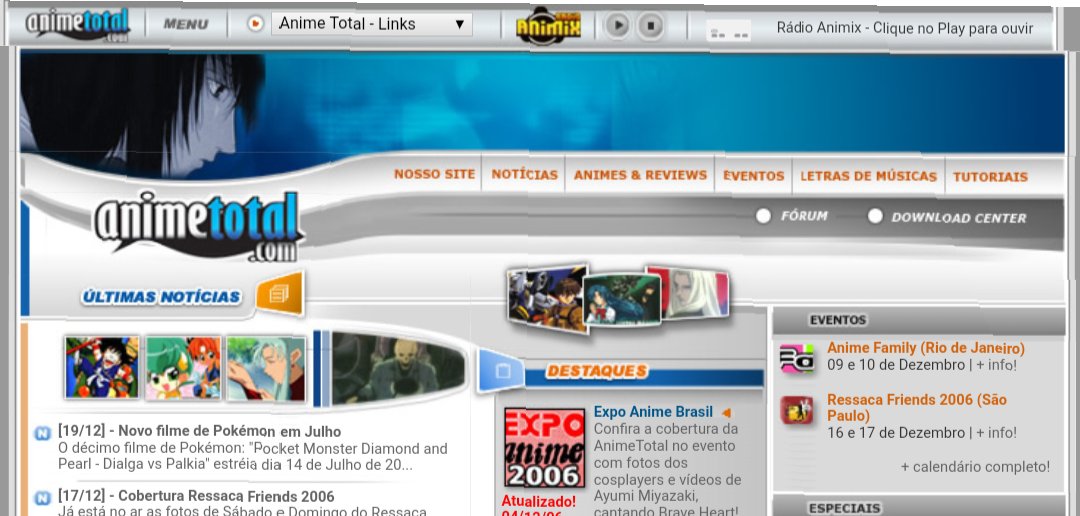 animetotal
.com
MENU
Anime Total - Links
AniMiX
Rádio Animix - Clique no Play para ouvir
NOSSO SITE
NOTÍCIAS
ANIMES & REVIEWS
EVENTOS
LETRAS DE MÚSICAS
TUTORIAIS
FÓRUM
DOWNLOAD CENTER
animetotal
.com
ÚLTIMAS NOTÍCIAS
[19/12] - Novo filme de Pokémon em Julho
O décimo filme de Pokémon: "Pocket Monster Diamond and
Pearl - Dialga vs Palkia" estréia dia 14 de Julho de 20...
[17/12] - Cobertura Ressaca Friends 2006
Já está no ar as fotos de Sábado e Domingo do Ressaca
DESTAQUES
EXPO
anime
2006
Atualizado!
04/12/06
Expo Anime Brasil
Confira a cobertura da
AnimeTotal no evento
com fotos dos
cosplayers e vídeos de
Ayumi Miyazaki,
cantando Brave Heart!
EVENTOS
Anime Family (Rio de Janeiro)
09 e 10 de Dezembro | + info!
Ressaca Friends 2006 (São
Paulo)
16 e 17 de Dezembro | + info!
+ calendário completo!
ESPECIAIS